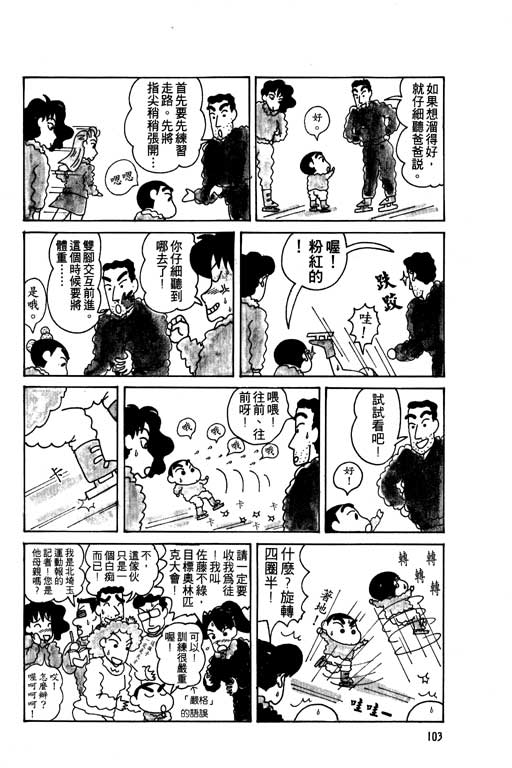 如果想溜得好，
就仔細聽爸爸說。
好。
首先要先練習
走路。先將
指尖稍稍張開…
嗯嗯
喔！
粉紅的
！
跌跤
哇！
你仔細聽到
哪去了！
雙腳交互前進，
這個時候要將
體重……
是哦。
試試看吧！
好！
喂喂！
往前、往
前呀！
哦
哦
哦
哦
轉
轉
轉
轉
著地！
什麼？旋轉
四圈半！
哇哇—
請一定要
收我為徒
！我叫
佐藤不綠，
目標奧林匹
克大會！
可以！
訓練很嚴重
喔！
「嚴格」
的語誤
不，
這傢伙
只是一
個白痴
而已！
我是北埼玉
運動報的
記者！您是
他母親嗎？
哎！
怎麼辦？
喔呵呵呵！
103